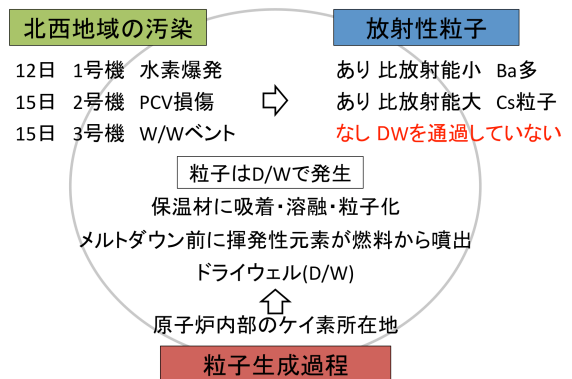 北西地域の汚染 放射性粒子
12日 1号機 水素爆発 あり 比放射能小 Ba多
15日 2号機 PCV損傷 あり 比放射能大 Cs粒子
15日 3号機 W/Wベント なし DWを通過していない
粒子はD/Wで発生
保温材に吸着・溶融・粒子化
メルトダウン前に揮発性元素が燃料から噴出
ドライウェル(D/W)
原子炉内部のケイ素所在地
粒子生成過程